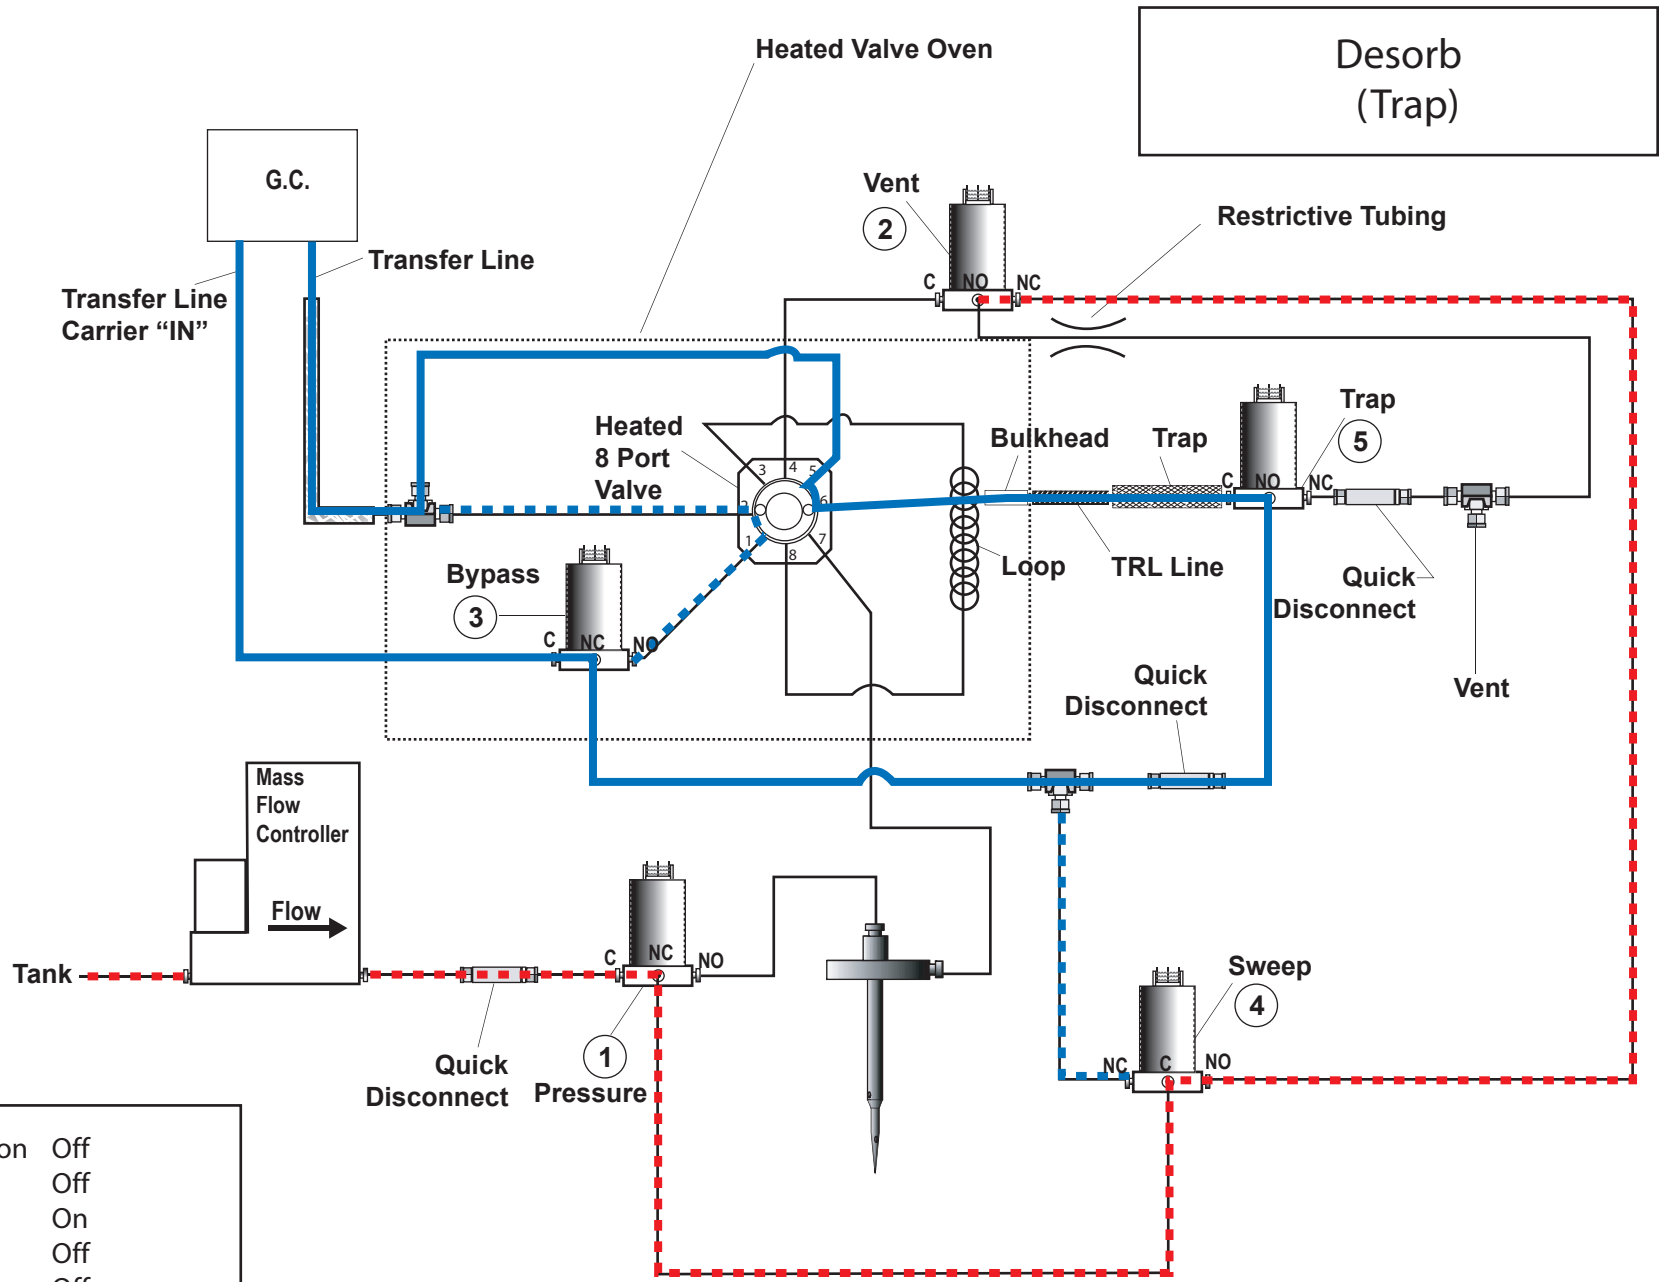 Desorb
(Trap)
Heated Valve Oven
G.C.
Vent
2
Restrictive Tubing
Transfer Line
Transfer Line
Carrier “IN”
C NO NC
Heated
8 Port
Valve
Bulkhead
Trap
Trap
5
C NO NC
1
2
3
4
5
6
7
8
Bypass
3
C NC NO
Loop
TRL Line
Quick
Disconnect
Vent
Quick
Disconnect
Mass
Flow
Controller
Flow
Tank
C NC NO
1
Pressure
Quick
Disconnect
Sweep
4
NC C NO
on Off
Off
On
Off
Off